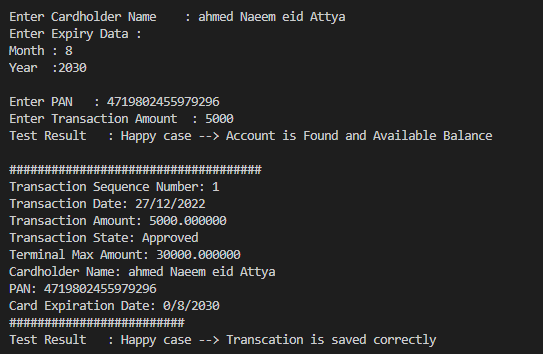 Enter Cardholder Name    : ahmed Naeem eid Attya
Enter Expiry Data :
Month : 8
Year  :2030
Enter PAN   : 4719802455979296
Enter Transaction Amount  : 5000
Test Result   : Happy case --> Account is Found and Available Balance
####################################
Transaction Sequence Number: 1
Transaction Date: 27/12/2022
Transaction Amount: 5000.000000
Transaction State: Approved
Terminal Max Amount: 30000.000000
Cardholder Name: ahmed Naeem eid Attya
PAN: 4719802455979296
Card Expiration Date: 0/8/2030
#########################
Test Result   : Happy case --> Transcation is saved correctly